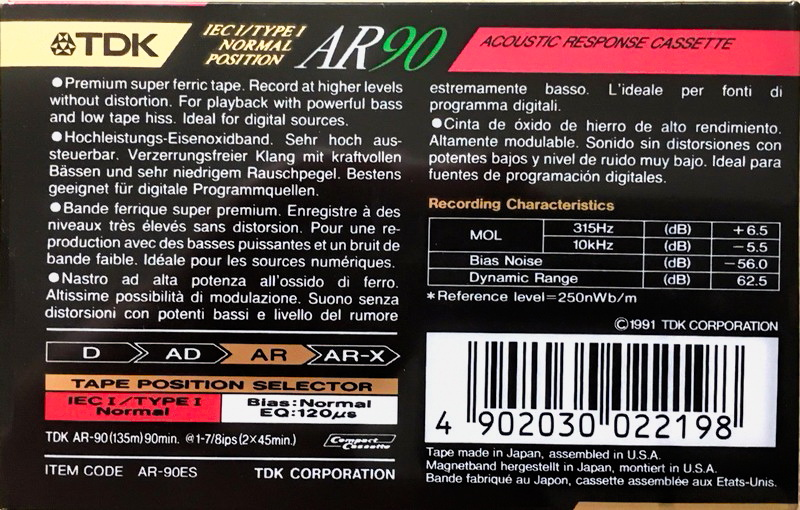 TDK
IEC I/TYPE I
NORMAL
POSITION
AR90
ACOUSTIC RESPONSE CASSETTE
●Premium super ferric tape. Record at higher levels
without distortion. For playback with powerful bass
and low tape hiss. Ideal for digital sources.
●Hochleistungs-Eisenoxidband. Sehr hoch aus-
steuerbar. Verzerrungsfreier Klang mit kraftvollen
Bässen und sehr niedrigem Rauschpegel. Bestens
geeignet für digitale Programmquellen.
●Bande ferrique super premium. Enregistre à des
niveaux très élevés sans distorsion. Pour une re-
production avec des basses puissantes et un bruit de
bande faible. Idéale pour les sources numériques.
●Nastro ad alta potenza all'ossido di ferro.
Altissime possibilità di modulazione. Suono senza
distorsioni con potenti bassi e livello del rumore
estremamente basso. L'ideale per fonti di
programma digitali.
●Cinta de óxido de hierro de alto rendimiento.
Altamente modulable. Sonido sin distorsiones con
potentes bajos y nivel de ruido muy bajo. Ideal para
fuentes de programación digitales.
Recording Characteristics
MOL 315Hz (dB) +6.5
10kHz (dB) −5.5
Bias Noise (dB) −56.0
Dynamic Range (dB) 62.5
*Reference level=250nWb/m
©1991 TDK CORPORATION
D AD AR AR-X
TAPE POSITION SELECTOR
IEC I/TYPE I
Normal
Bias:Normal
EQ:120μs
TDK AR-90(135m)90min. @1-7/8ips(2×45min.)
Compact
Cassette
ITEM CODE AR-90ES
TDK CORPORATION
4 902030 022198
Tape made in Japan, assembled in U.S.A.
Magnetband hergestellt in Japan, montiert in U.S.A.
Bande fabriqué au Japon, cassette assemblée aux Etats-Unis.